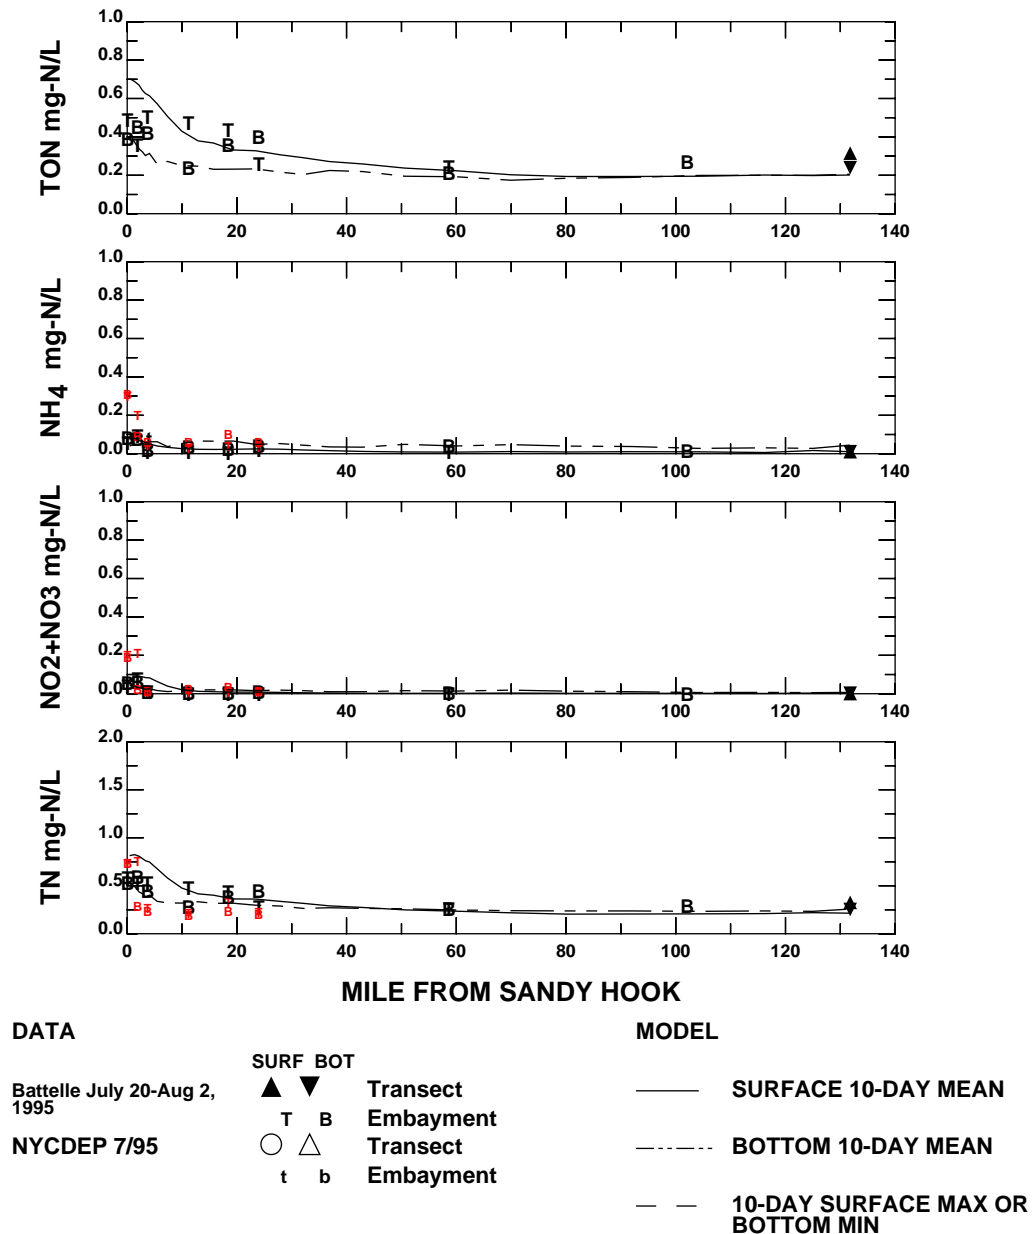 TON mg-N/L
1.0
0.8
0.6
0.4
0.2
0.0
0 20 40 60 80 100 120 140
NH4 mg-N/L
1.0
0.8
0.6
0.4
0.2
0.0
0 20 40 60 80 100 120 140
NO2+NO3 mg-N/L
1.0
0.8
0.6
0.4
0.2
0.0
0 20 40 60 80 100 120 140
TN mg-N/L
2.0
1.5
1.0
0.5
0.0
0 20 40 60 80 100 120 140
MILE FROM SANDY HOOK
DATA
SURF BOT
Battelle July 20-Aug 2,
1995
Transect
T B Embayment
NYCDEP 7/95
Transect
t b Embayment
MODEL
SURFACE 10-DAY MEAN
BOTTOM 10-DAY MEAN
10-DAY SURFACE MAX OR
BOTTOM MIN